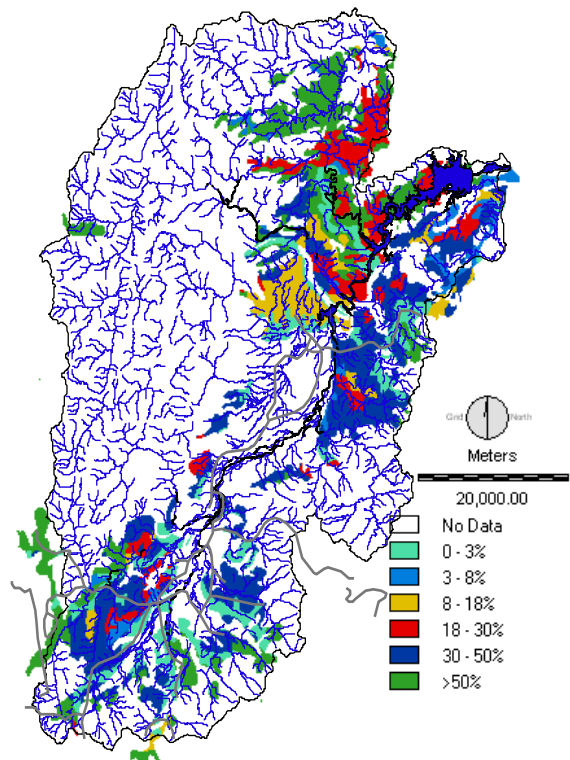 Grid North
Meters
20,000.00
No Data
0 - 3%
3 - 8%
8 - 18%
18 - 30%
30 - 50%
>50%